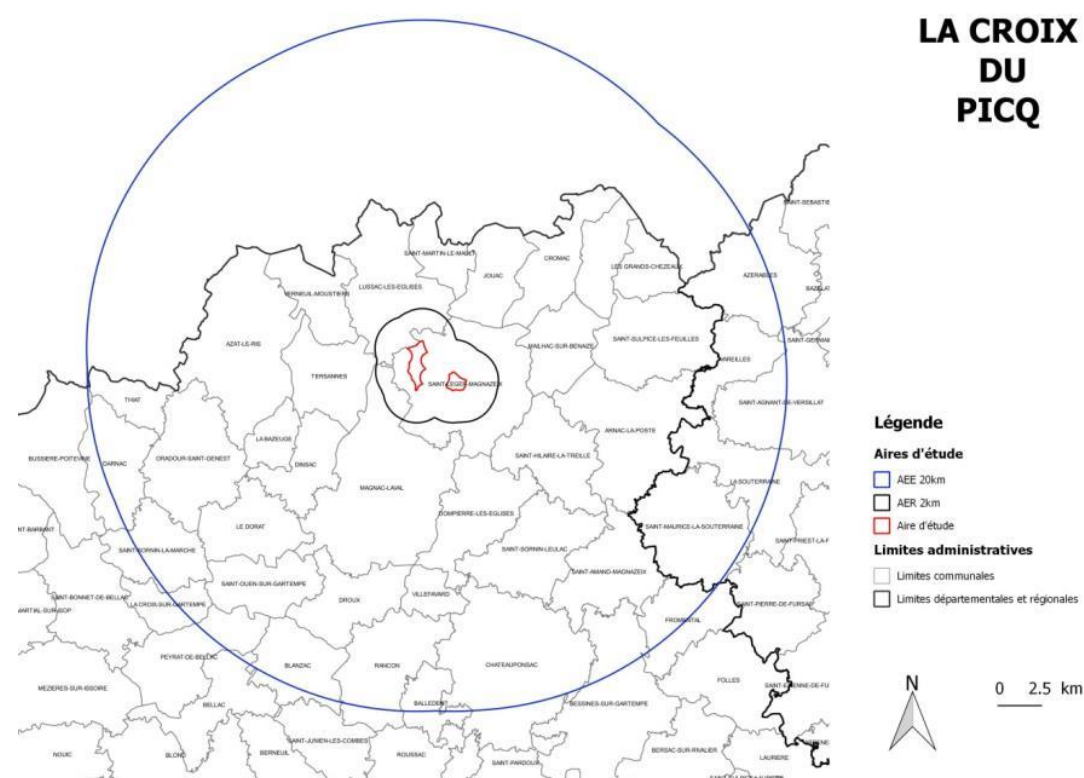 LA CROIX
DU
PICQ
SAINT-MARTIN-LE-MAULT
CROMAC
JOUAC
LES GRANDS-CHEZEAUX
AZERABLES
LUSSAC-LES-EGLISES
VERNEUIL-MOUSTIERS
AZAT-LE-RIS
MAILHAC-SUR-BENAIZE
SAINT-SULPICE-LES-FEUILLES
TERSANNES
SAINT-LEGER-MAGNAZEIX
THIAT
SAINT-AGNANT-DE-VERSILLAT
ARNAC-LA-POSTE
LA BAZEUGE
BUSSIERE-POITEVINE
DARNAC
ORADOUR-SAINT-GENEST
DINSAC
SAINT-HILAIRE-LA-TREILLE
MAGNAC-LAVAL
LA SOUTERRAINE
DOMPIERRE-LES-EGLISES
LE DORAT
SAINT-MAURICE-LA-SOUTERRAINE
SAINT-SORNIN-LA-MARCHE
SAINT-SORNIN-LEULAC
SAINT-PRIEST-LA-F
SAINT-AMAND-MAGNAZEIX
SAINT-OUEN-SUR-GARTEMPE
DROUX
VILLEFAVARD
SAINT-BONNET-DE-BELLAC
LA CROIX-SUR-GARTEMPE
SAINT-PIERRE-DE-FURSAC
FROMENTAL
PEYRAT-DE-BELLAC
BLANZAC
RANCON
CHATEAUPONSAC
FOLLES
MEZIERES-SUR-ISSOIRE
BELLAC
BALLEDENT
BESSINES-SUR-GARTEMPE
SAINT-JUNIEN-LES-COMBES
NOUIC
BLOND
BERNEUIL
ROUSSAC
SAINT-PARDOUX
BERSAC-SUR-RIVALIER
LAURIERE
Légende
Aires d'étude
AEE 20km
AER 2km
Aire d'étude
Limites administratives
Limites communales
Limites départementales et régionales
N
0 2.5 km